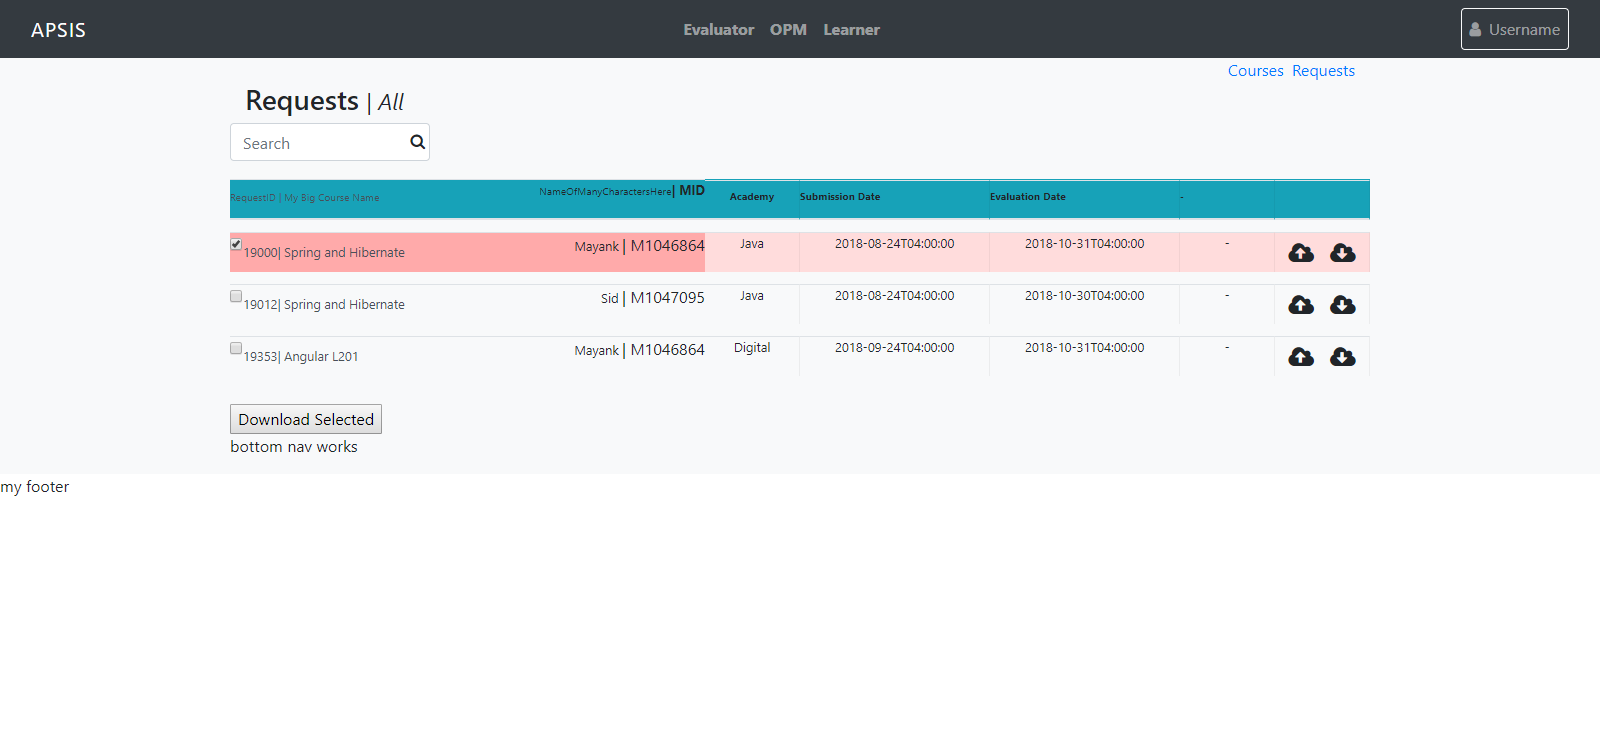 APSIS Evaluator OPM Learner Username
Courses Requests
Requests | All
Search
RequestID | My Big Course Name NameOfManyCharactersHere| MID Academy Submission Date Evaluation Date -
19000| Spring and Hibernate Mayank | M1046864 Java 2018-08-24T04:00:00 2018-10-31T04:00:00 -
19012| Spring and Hibernate Sid | M1047095 Java 2018-08-24T04:00:00 2018-10-30T04:00:00 -
19353| Angular L201 Mayank | M1046864 Digital 2018-09-24T04:00:00 2018-10-31T04:00:00 -
Download Selected
bottom nav works
my footer